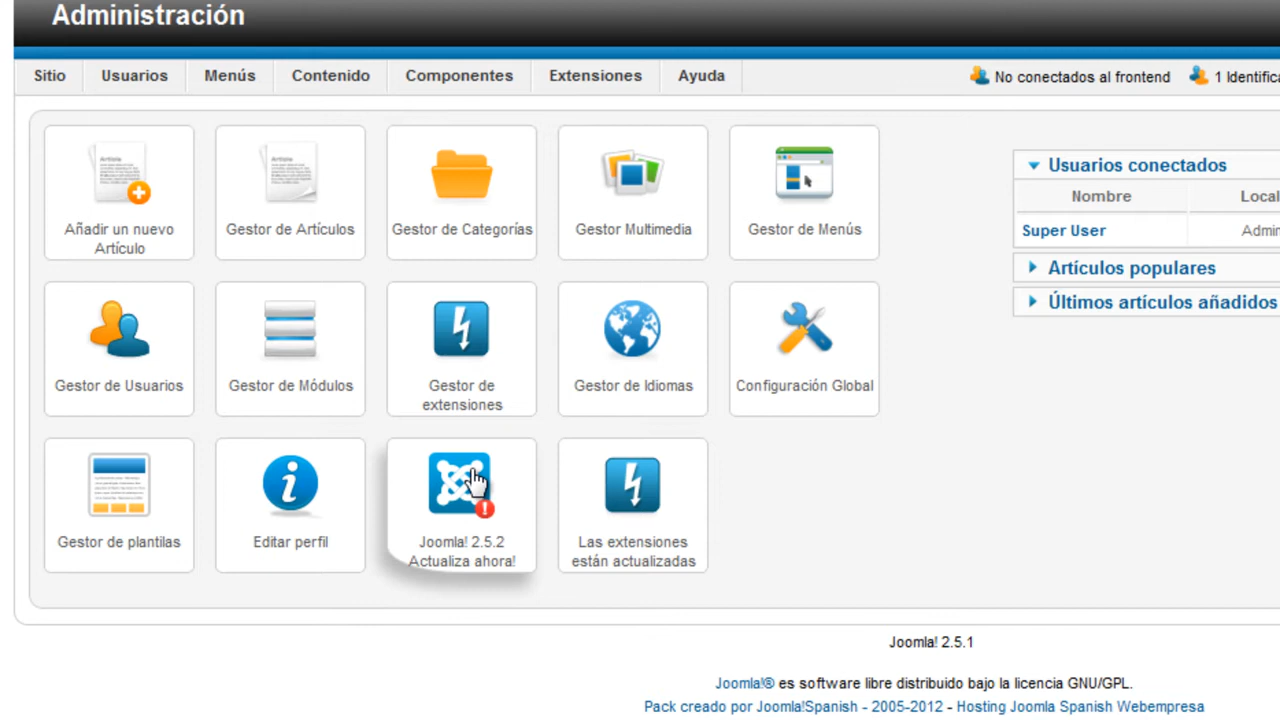 Administración
Sitio Usuarios Menús Contenido Componentes Extensiones Ayuda No conectados al frontend 1
Artículo
Añadir un nuevo
Artículo
Artículo
Gestor de Artículos
Gestor de Categorías
Gestor Multimedia
Gestor de Menús
Gestor de Usuarios
Gestor de Módulos
Gestor de
extensiones
Gestor de Idiomas
Configuración Global
Gestor de plantilas
Editar perfil
Joomla! 2.5.2
Actualiza ahora!
Las extensiones
están actualizadas
Usuarios conectados
Nombre Local
Super User Admin
Artículos populares
Últimos artículos añadidos
Joomla! 2.5.1
Joomla!® es software libre distribuido bajo la licencia GNU/GPL.
Pack creado por Joomla!Spanish - 2005-2012 - Hosting Joomla Spanish Webempresa